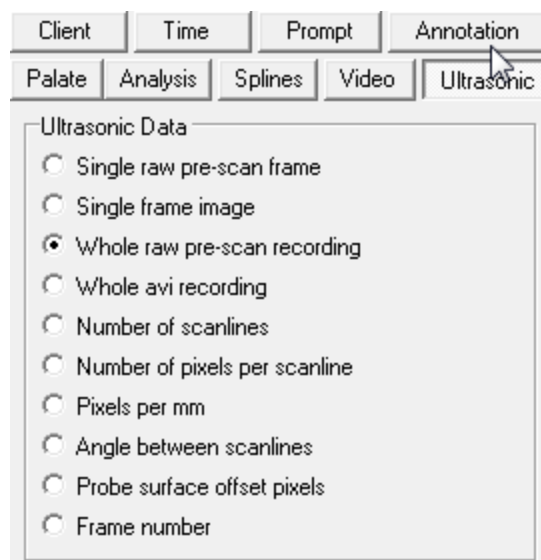 Client Time Prompt Annotation
Palate Analysis Splines Video Ultrasonic
Ultrasonic Data
Single raw pre-scan frame
Single frame image
Whole raw pre-scan recording
Whole avi recording
Number of scanlines
Number of pixels per scanline
Pixels per mm
Angle between scanlines
Probe surface offset pixels
Frame number